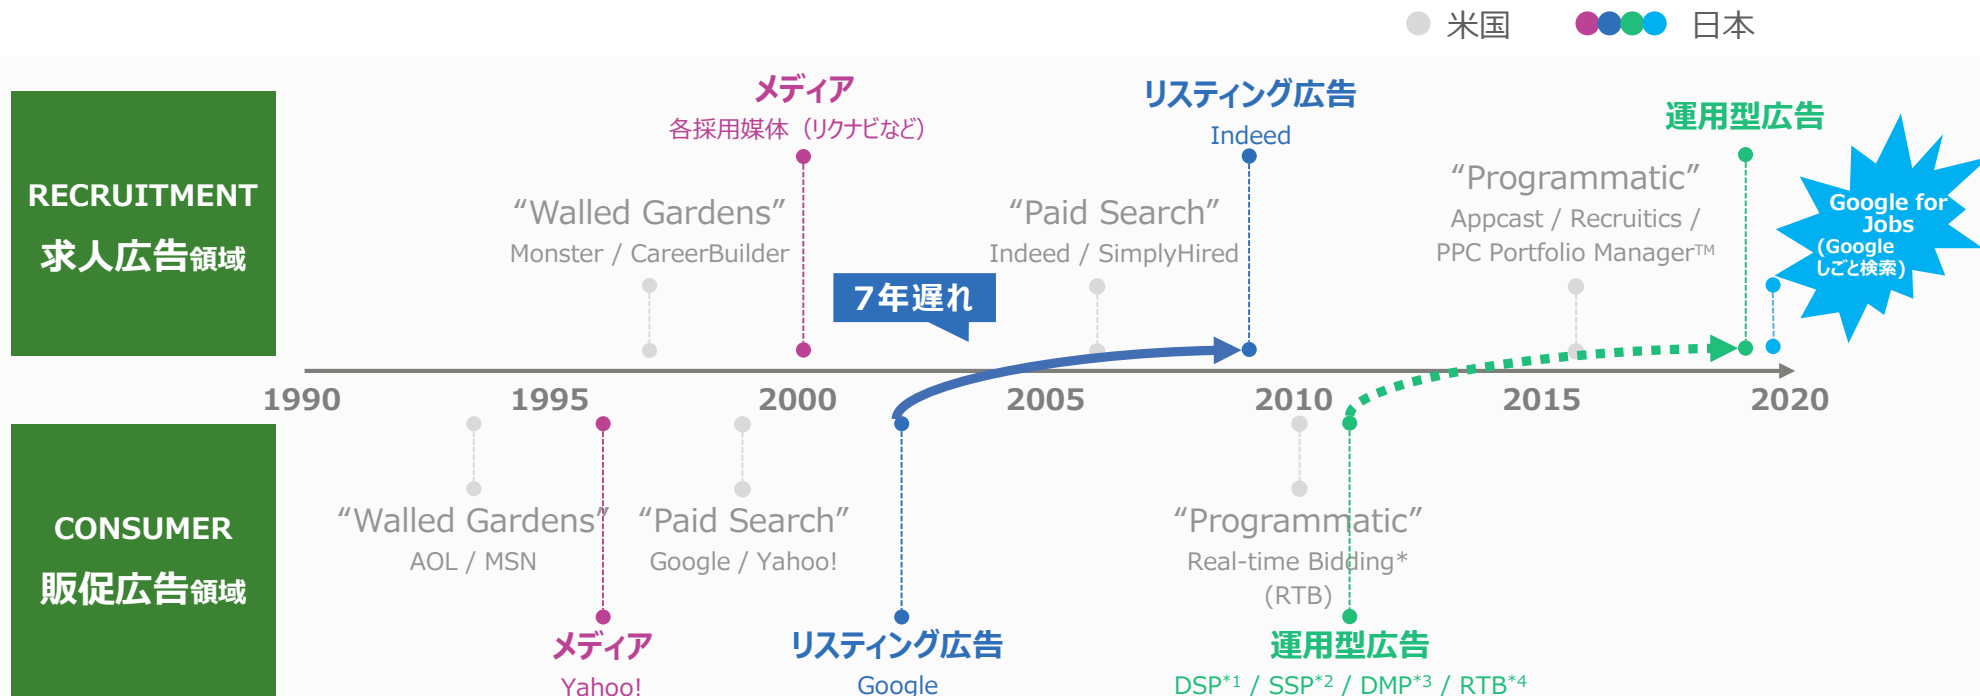 米国
日本
RECRUITMENT
求人広告領域
メディア
各採用媒体（リクナビなど）
リスティング広告
Indeed
運用型広告
“Walled Gardens”
Monster / CareerBuilder
“Paid Search”
Indeed / SimplyHired
“Programmatic”
Appcast / Recruitics /
PPC Portfolio Manager™
Google for
Jobs
(Google
しごと検索)
7年遅れ
1990
1995
2000
2005
2010
2015
2020
CONSUMER
販促広告領域
“Walled Gardens”
AOL / MSN
“Paid Search”
Google / Yahoo!
“Programmatic”
Real-time Bidding*
(RTB)
メディア
Yahoo!
リスティング広告
Google
運用型広告
DSP*1 / SSP*2 / DMP*3 / RTB*4